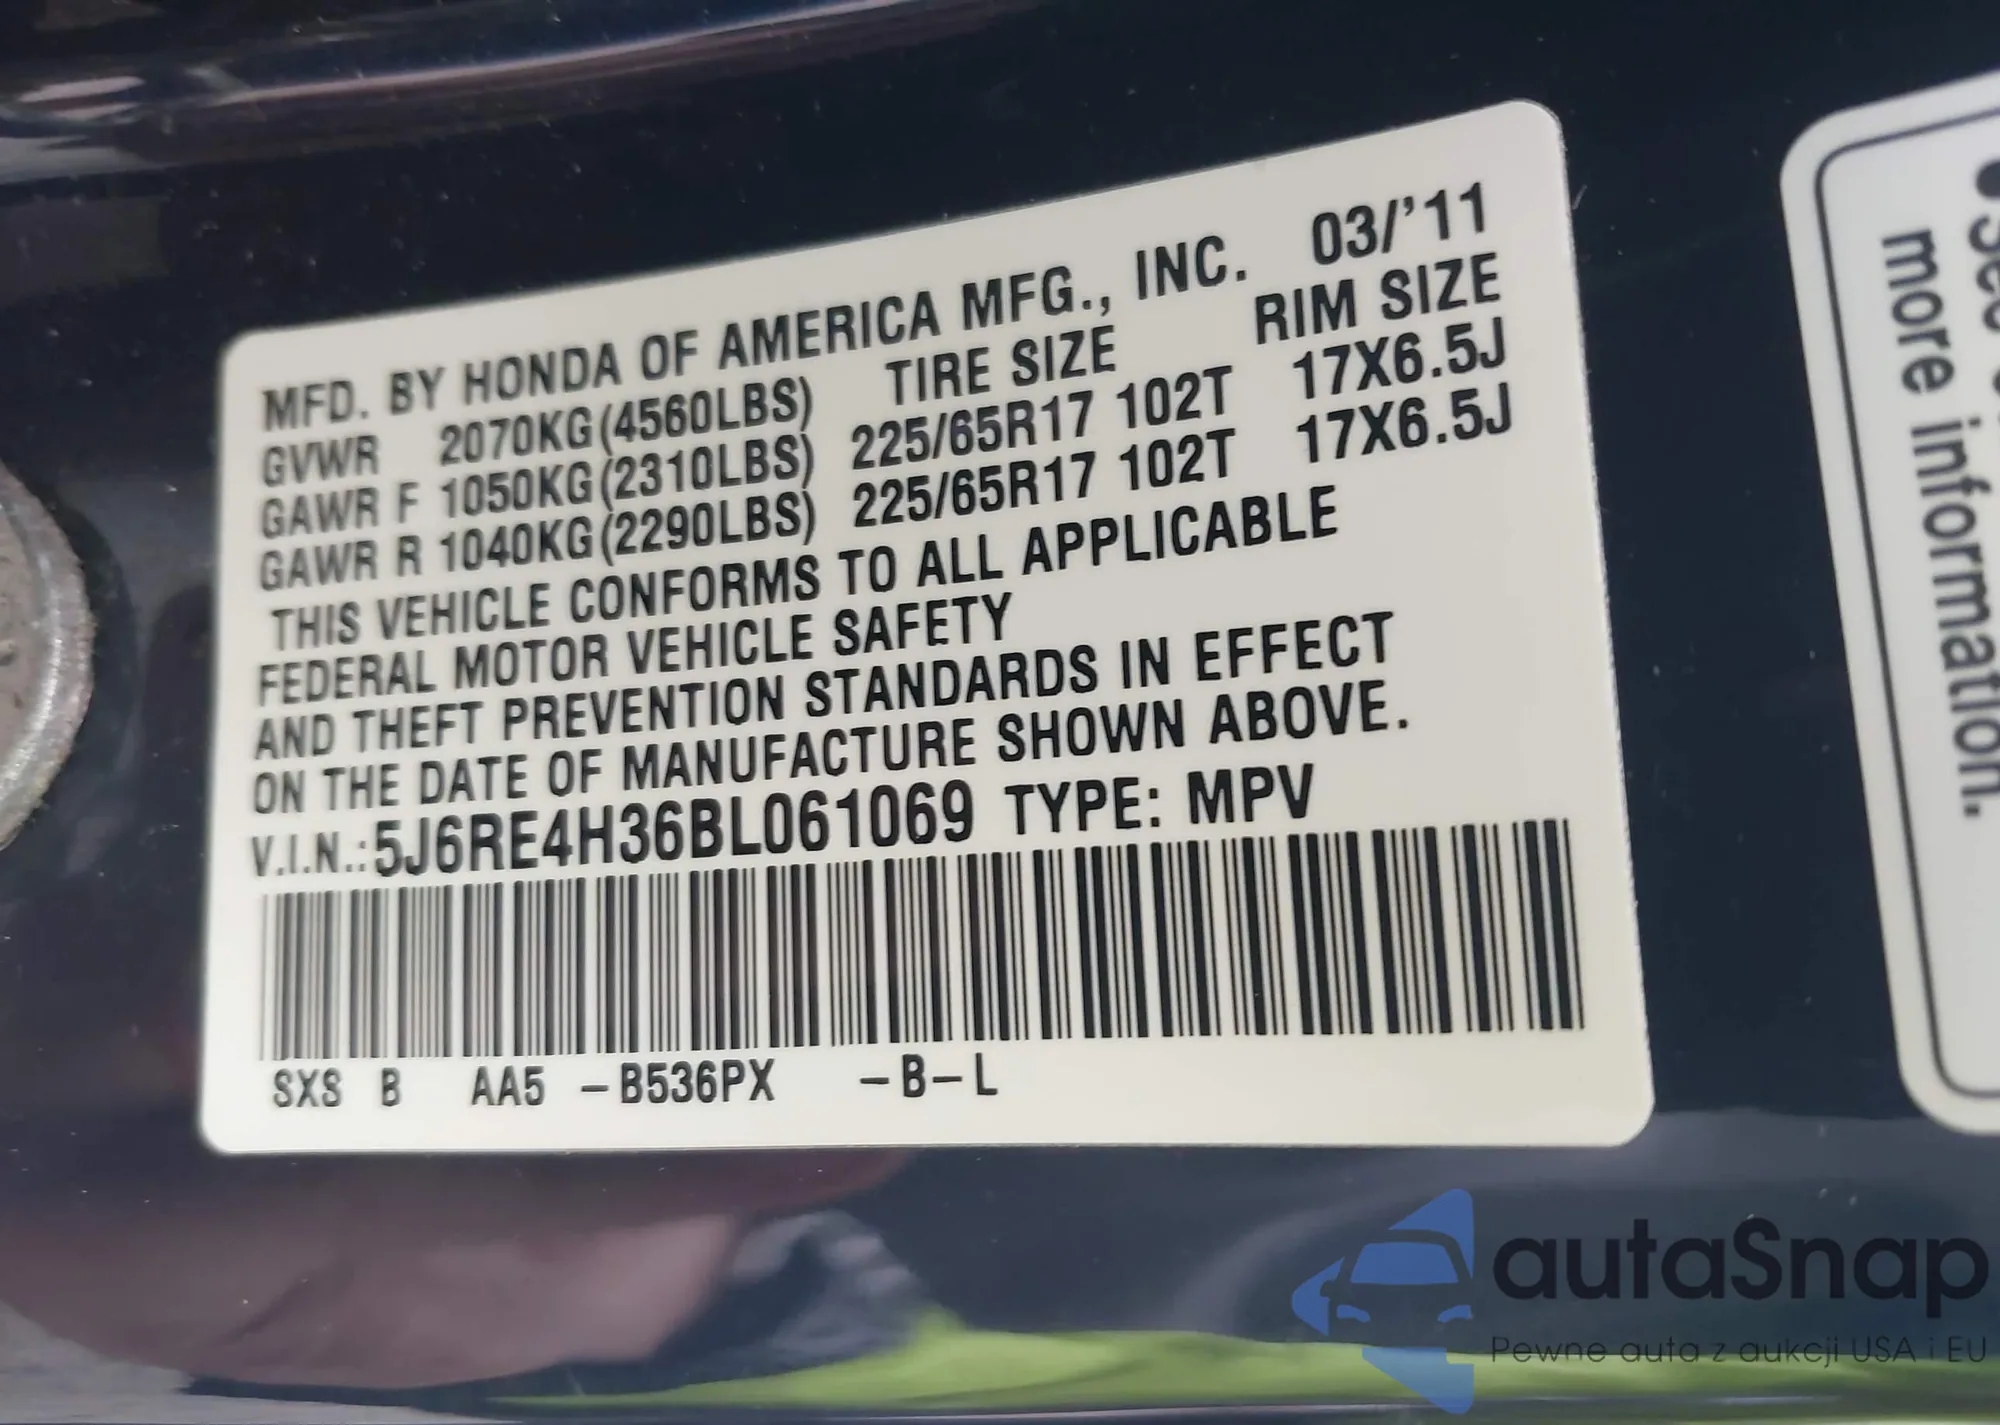 MFD. BY HONDA OF AMERICA MFG., INC. 03/'11
TIRE SIZE RIM SIZE
GVWR 2070KG(4560LBS)
GAWR F 1050KG(2310LBS) 225/65R17 102T 17X6.5J
GAWR R 1040KG(2290LBS) 225/65R17 102T 17X6.5J
THIS VEHICLE CONFORMS TO ALL APPLICABLE
FEDERAL MOTOR VEHICLE SAFETY
AND THEFT PREVENTION STANDARDS IN EFFECT
ON THE DATE OF MANUFACTURE SHOWN ABOVE.
V.I.N.:5J6RE4H36BL061069 TYPE: MPV
SXS B AA5 -B536PX -B-L
more information.
autaSnap
Pewne auta z aukcji USA i EU